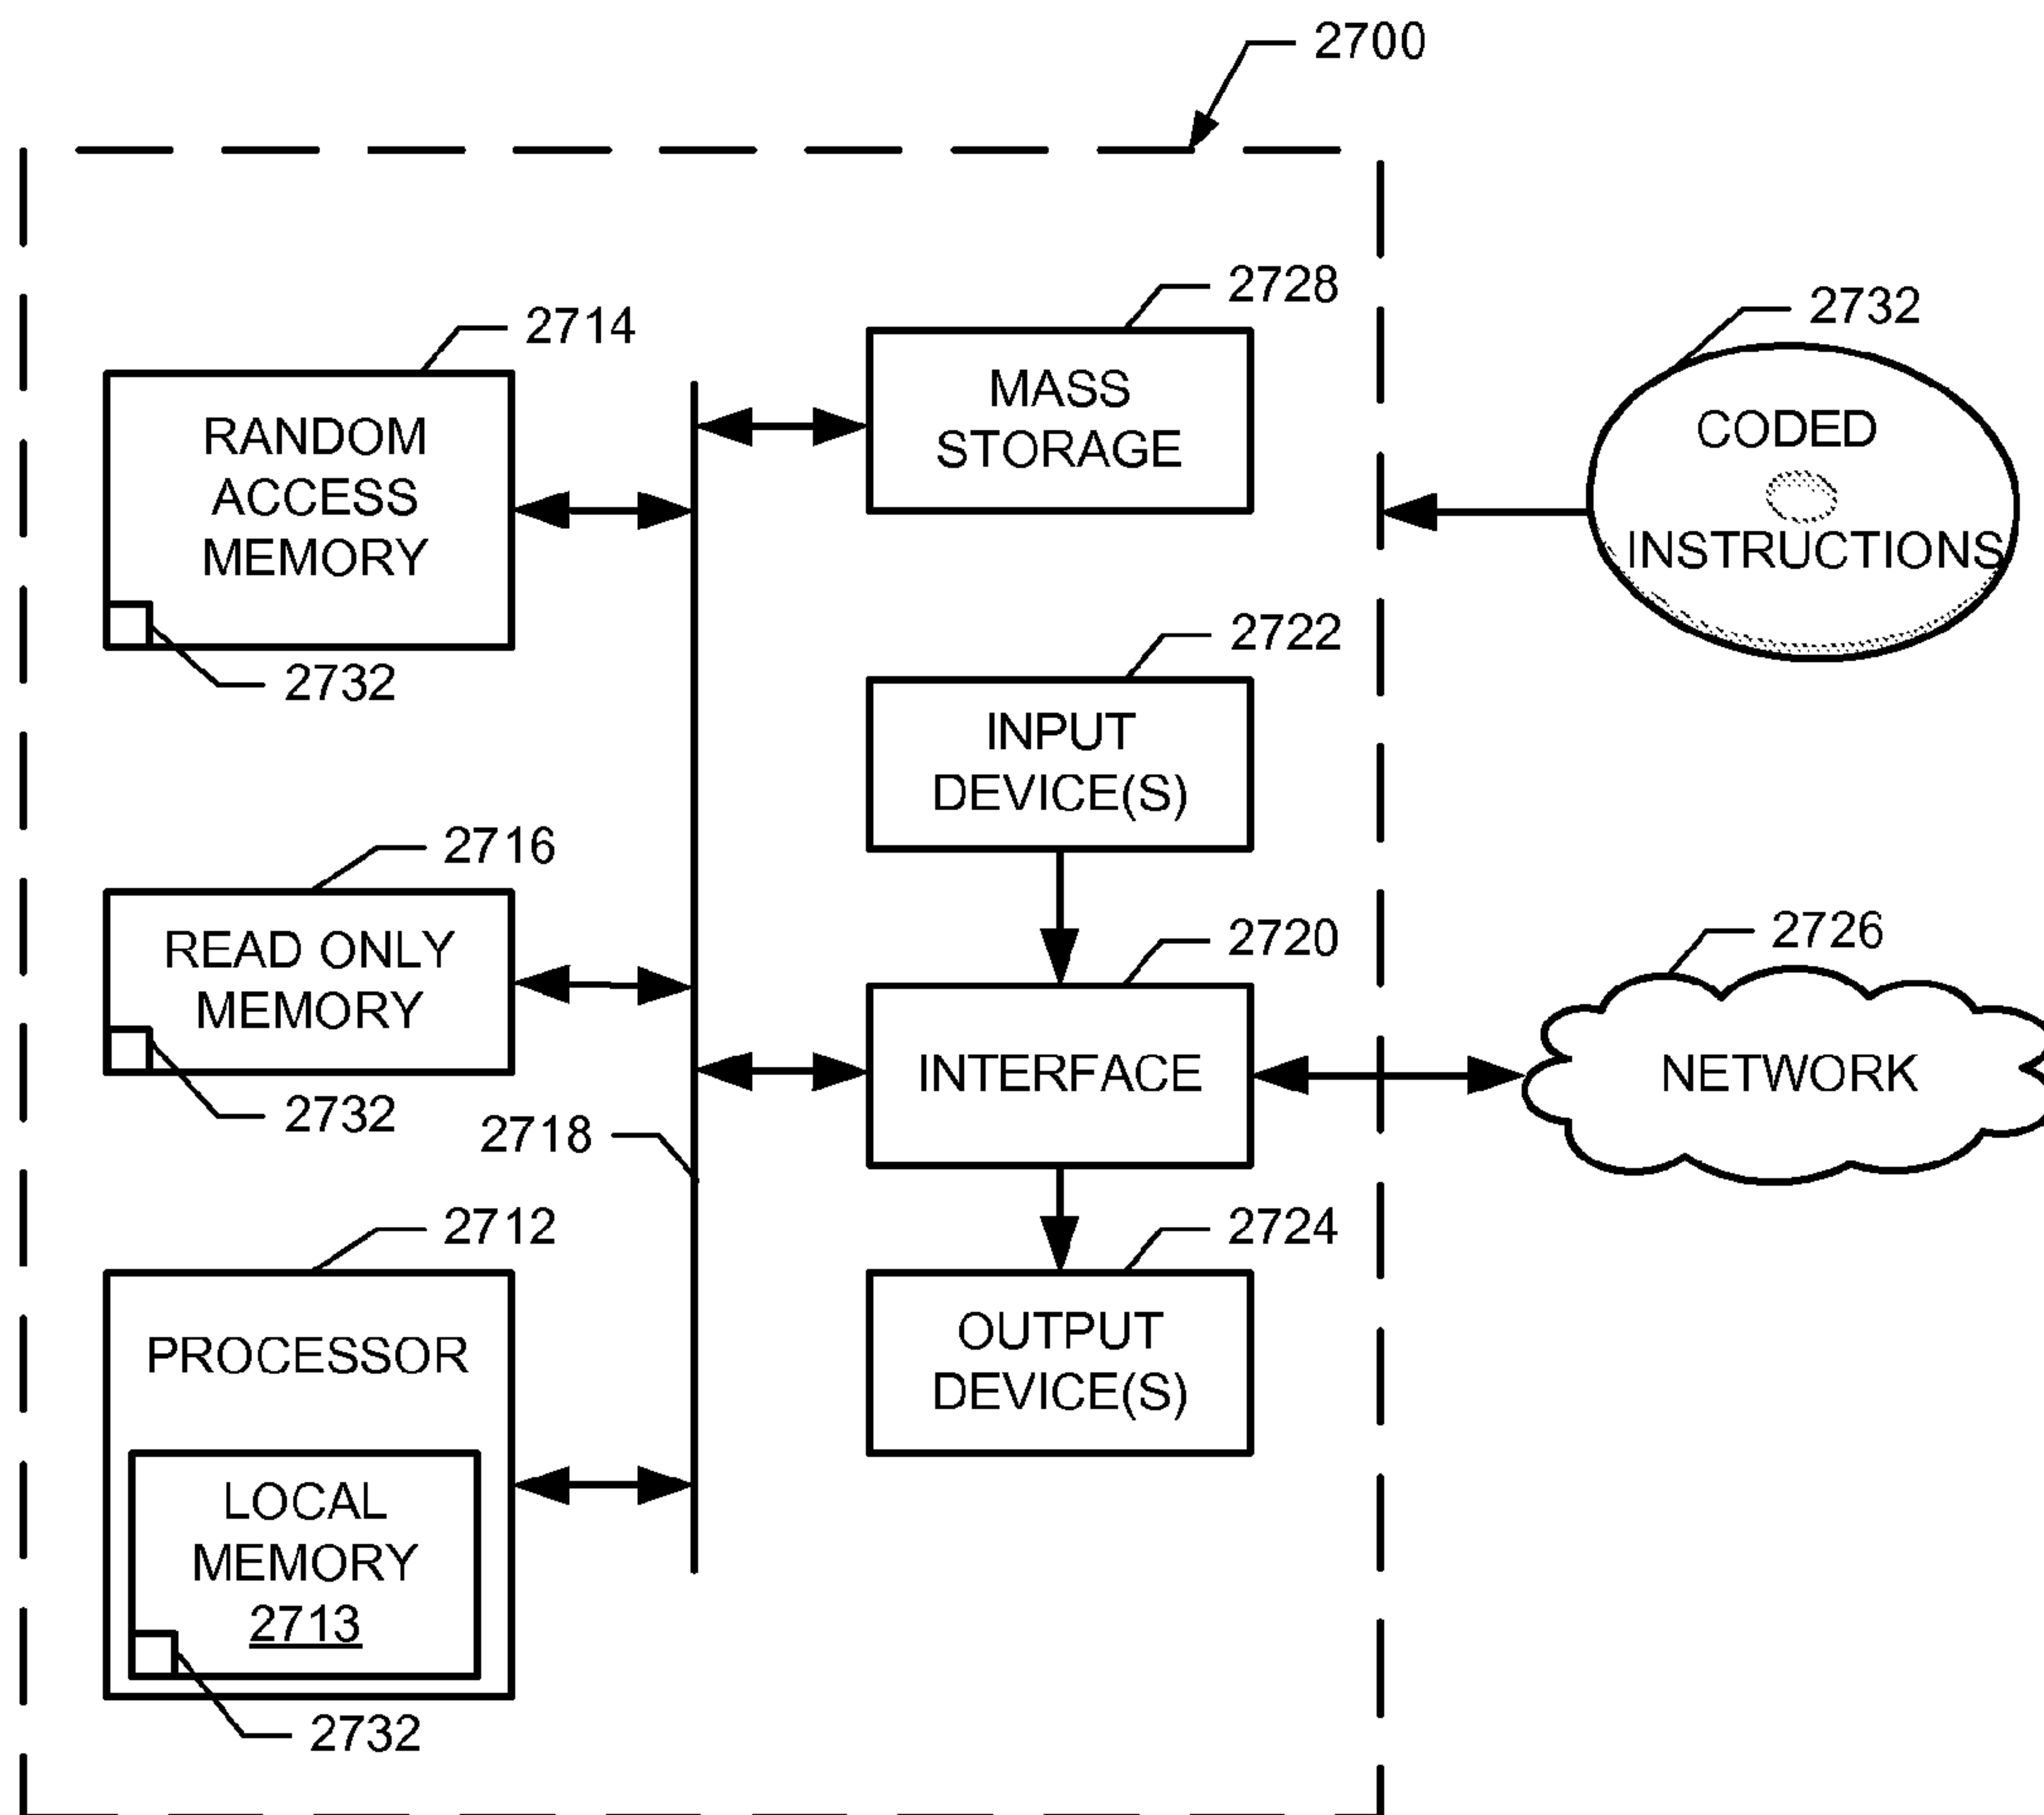 2700
2728
MASS
STORAGE
2714
RANDOM
ACCESS
MEMORY
2732
2732
CODED
INSTRUCTIONS
2722
INPUT
DEVICE(S)
2716
READ ONLY
MEMORY
2732
2720
INTERFACE
2726
NETWORK
2718
2712
PROCESSOR
LOCAL
MEMORY
2713
2732
2724
OUTPUT
DEVICE(S)